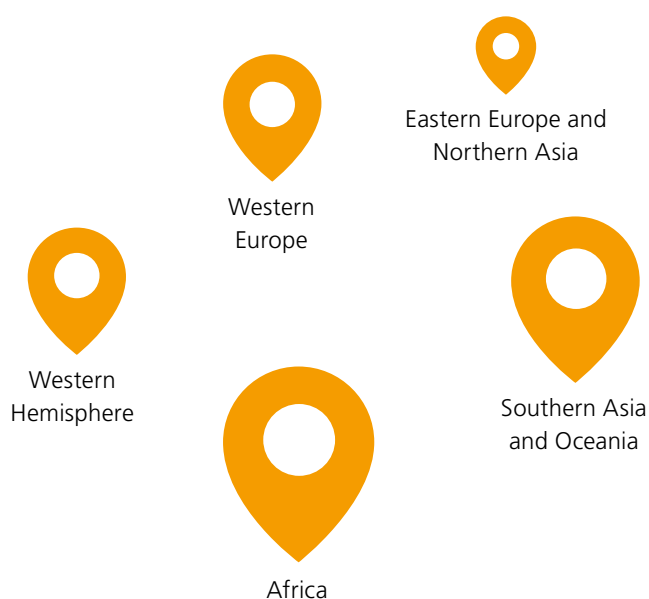 Eastern Europe and
Northern Asia
Western
Europe
Western
Hemisphere
Southern Asia
and Oceania
Africa